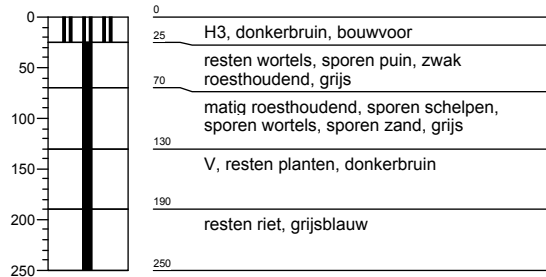 0
50
100
150
200
250
0
H3, donkerbruin, bouwvoor
25
resten wortels, sporen puin, zwak
roesthoudend, grijs
70
matig roesthoudend, sporen schelpen,
sporen wortels, sporen zand, grijs
130
V, resten planten, donkerbruin
190
resten riet, grijsblauw
250